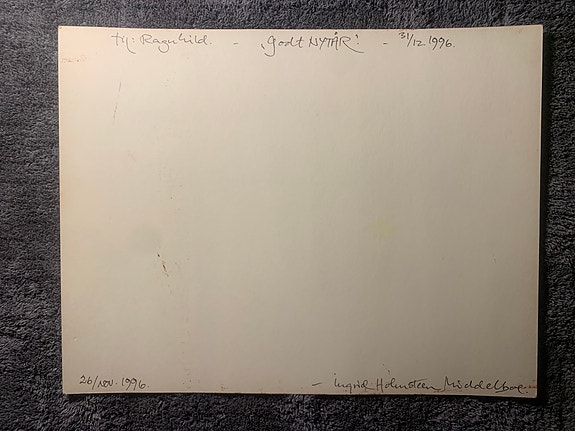 til: Ragnhild. - "Godt NYTÅR". - 31/12 1996.
26/NOV. 1996. - Ingrid Holmsteen Middelboe